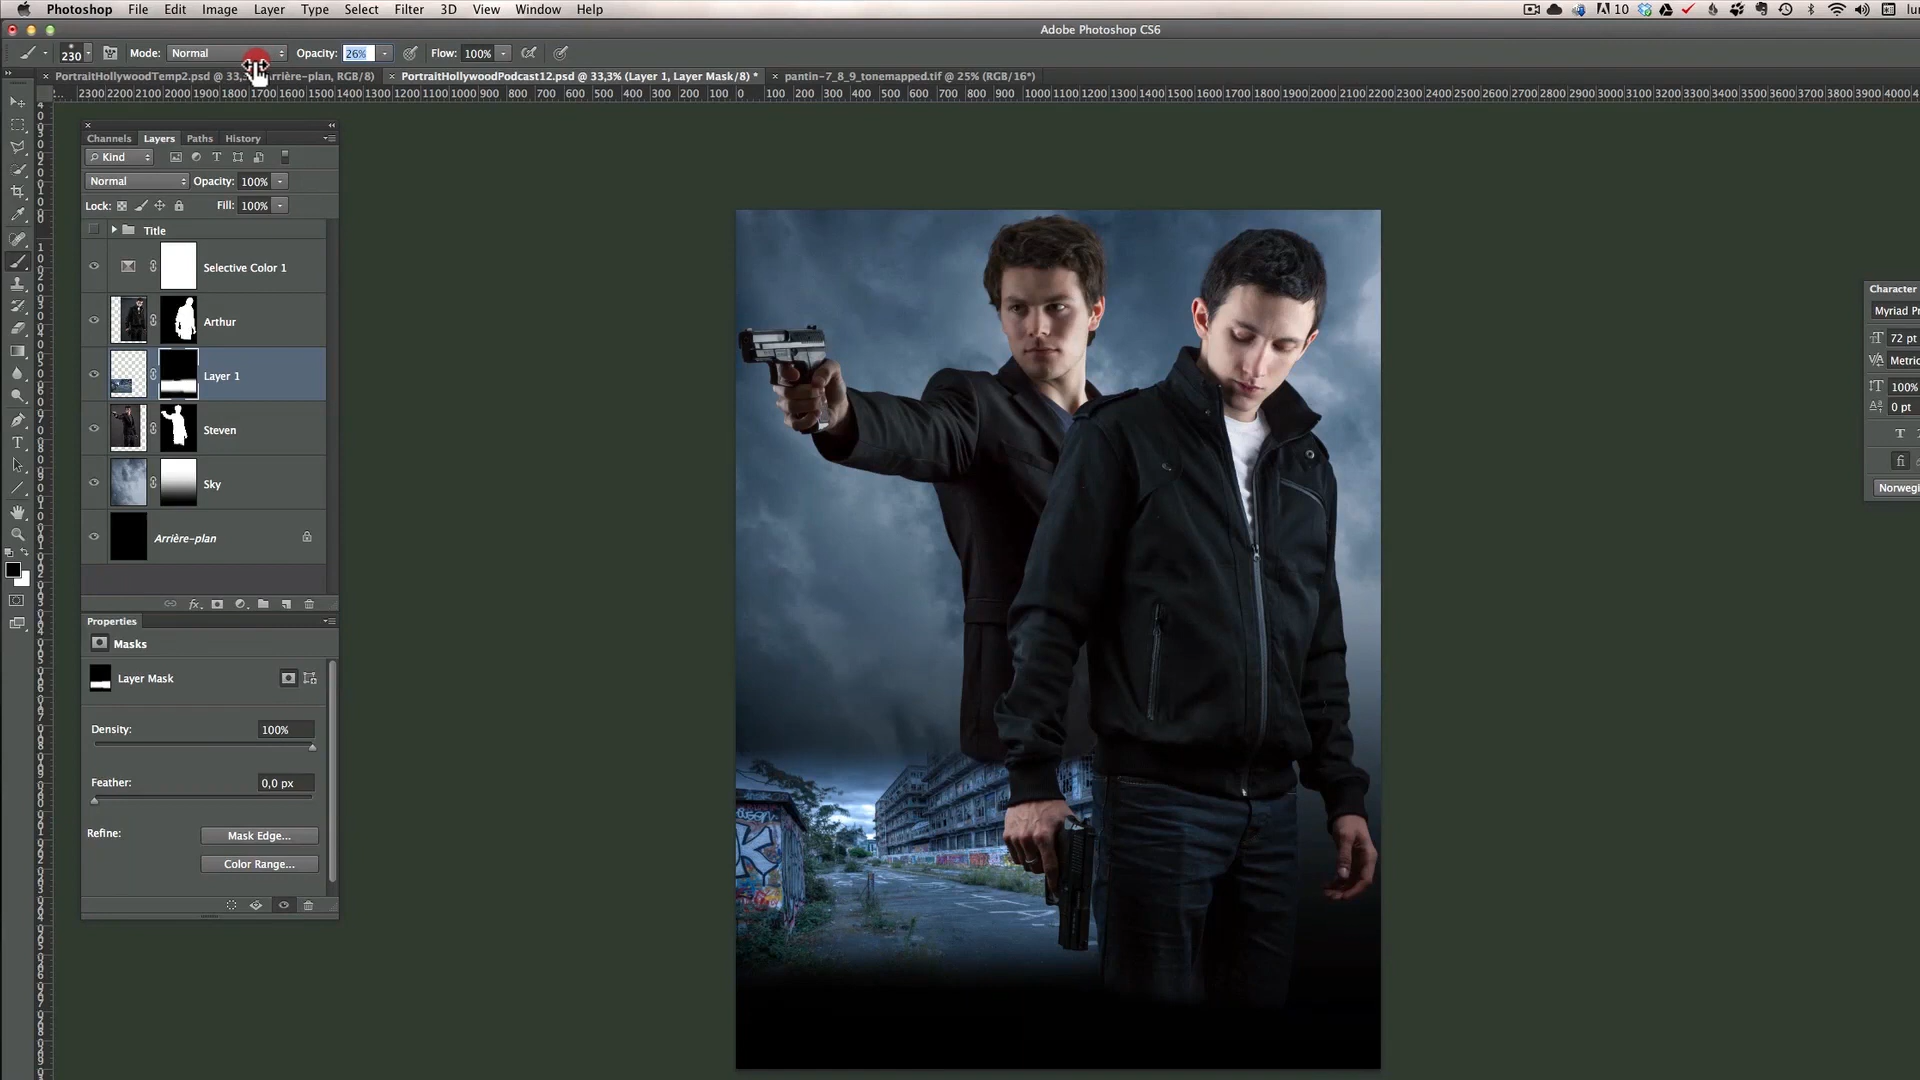 Photoshop File Edit Image Layer Type Select Filter 3D View Window Help
10
Adobe Photoshop CS6
230 Mode: Normal Opacity: 26% Flow: 100%
PortraitHollywoodTemp2.psd @ 33,3% (Arrière-plan, RGB/8) PortraitHollywoodPodcast12.psd @ 33,3% (Layer 1, Layer Mask/8) * pantin-7_8_9_tonemapped.tif @ 25% (RGB/16*)
2300 2200 2100 2000 1900 1800 1700 1600 1500 1400 1300 1200 1100 1000 900 800 700 600 500 400 300 200 100 0 100 200 300 400 500 600 700 800 900 1000 1100 1200 1300 1400 1500 1600 1700 1800 1900 2000 2100 2200 2300 2400 2500 2600 2700 2800 2900 3000 3100 3200 3300 3400 3500 3600 3700 3800 3900 4000
Channels Layers Paths History
Kind
Normal Opacity: 100%
Lock: Fill: 100%
Title
Selective Color 1
Arthur
Layer 1
Steven
Sky
Arrière-plan
Properties
Masks
Layer Mask
Density: 100%
Feather: 0,0 px
Refine: Mask Edge...
Color Range...
Character
Myriad Pr
72 pt
Metric
100%
0 pt
Norwegi